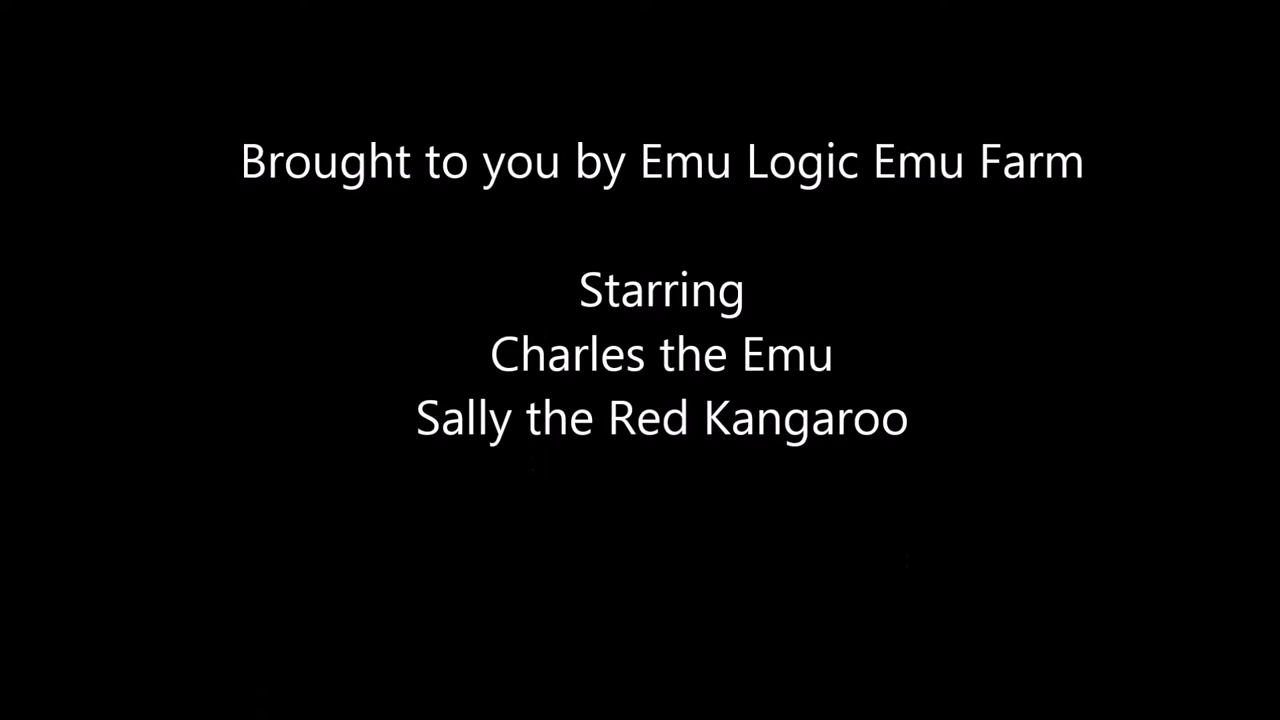 Brought to you by Emu Logic Emu Farm
Starring
Charles the Emu
Sally the Red Kangaroo